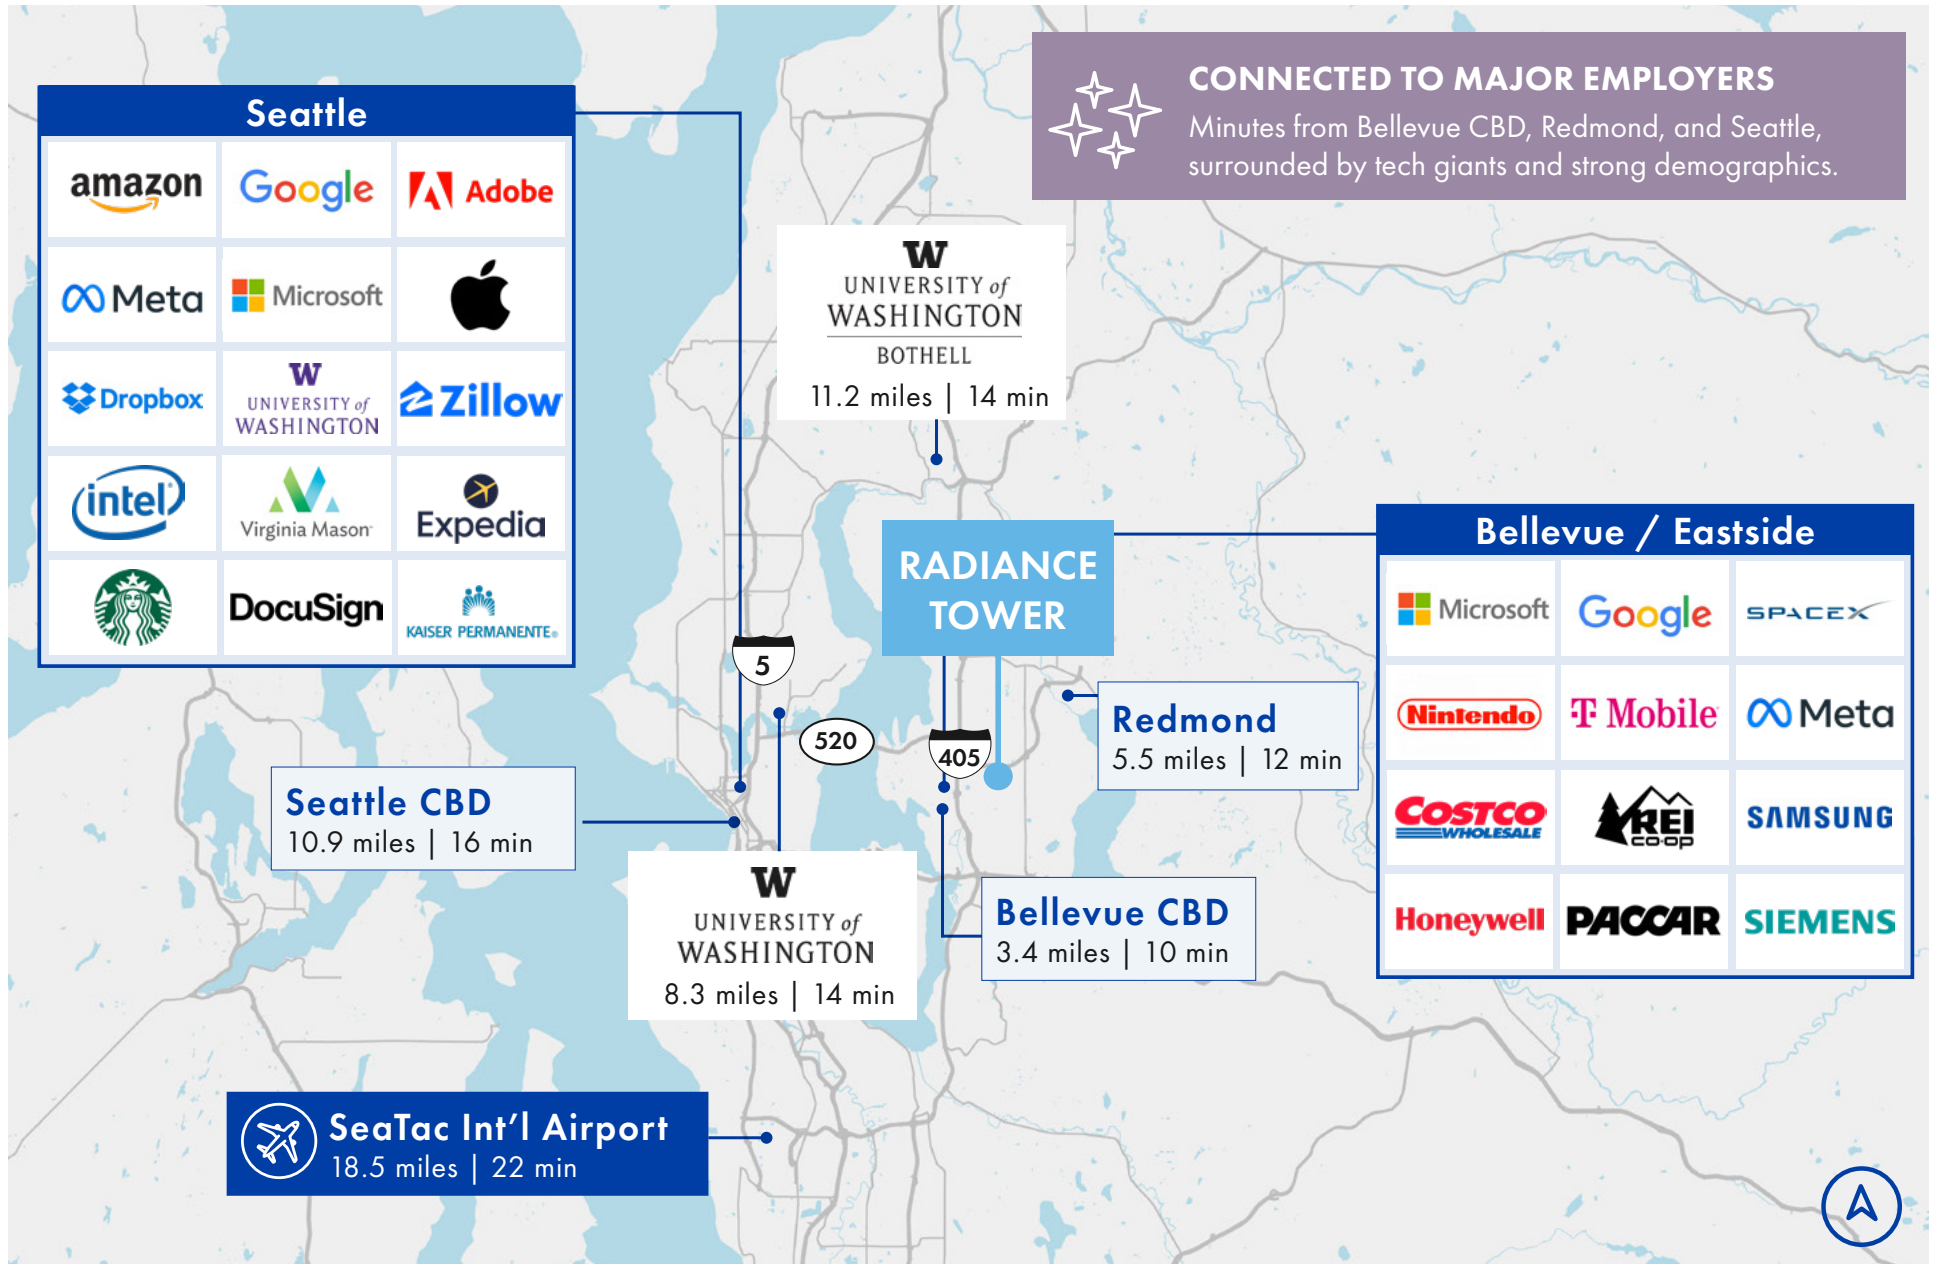 CONNECTED TO MAJOR EMPLOYERS
Minutes from Bellevue CBD, Redmond, and Seattle,
surrounded by tech giants and strong demographics.
Seattle
amazon
Google
Adobe
Meta
Microsoft
Dropbox
W
UNIVERSITY of
WASHINGTON
Zillow
intel
Virginia Mason
Expedia
DocuSign
KAISER PERMANENTE®
W
UNIVERSITY of
WASHINGTON
BOTHELL
11.2 miles | 14 min
RADIANCE
TOWER
Bellevue / Eastside
Microsoft
Google
SPACEX
Nintendo
T Mobile
Meta
COSTCO
WHOLESALE
REI
CO·OP
SAMSUNG
Honeywell
PACCAR
SIEMENS
5
520
405
Redmond
5.5 miles | 12 min
Seattle CBD
10.9 miles | 16 min
W
UNIVERSITY of
WASHINGTON
8.3 miles | 14 min
Bellevue CBD
3.4 miles | 10 min
SeaTac Int’l Airport
18.5 miles | 22 min